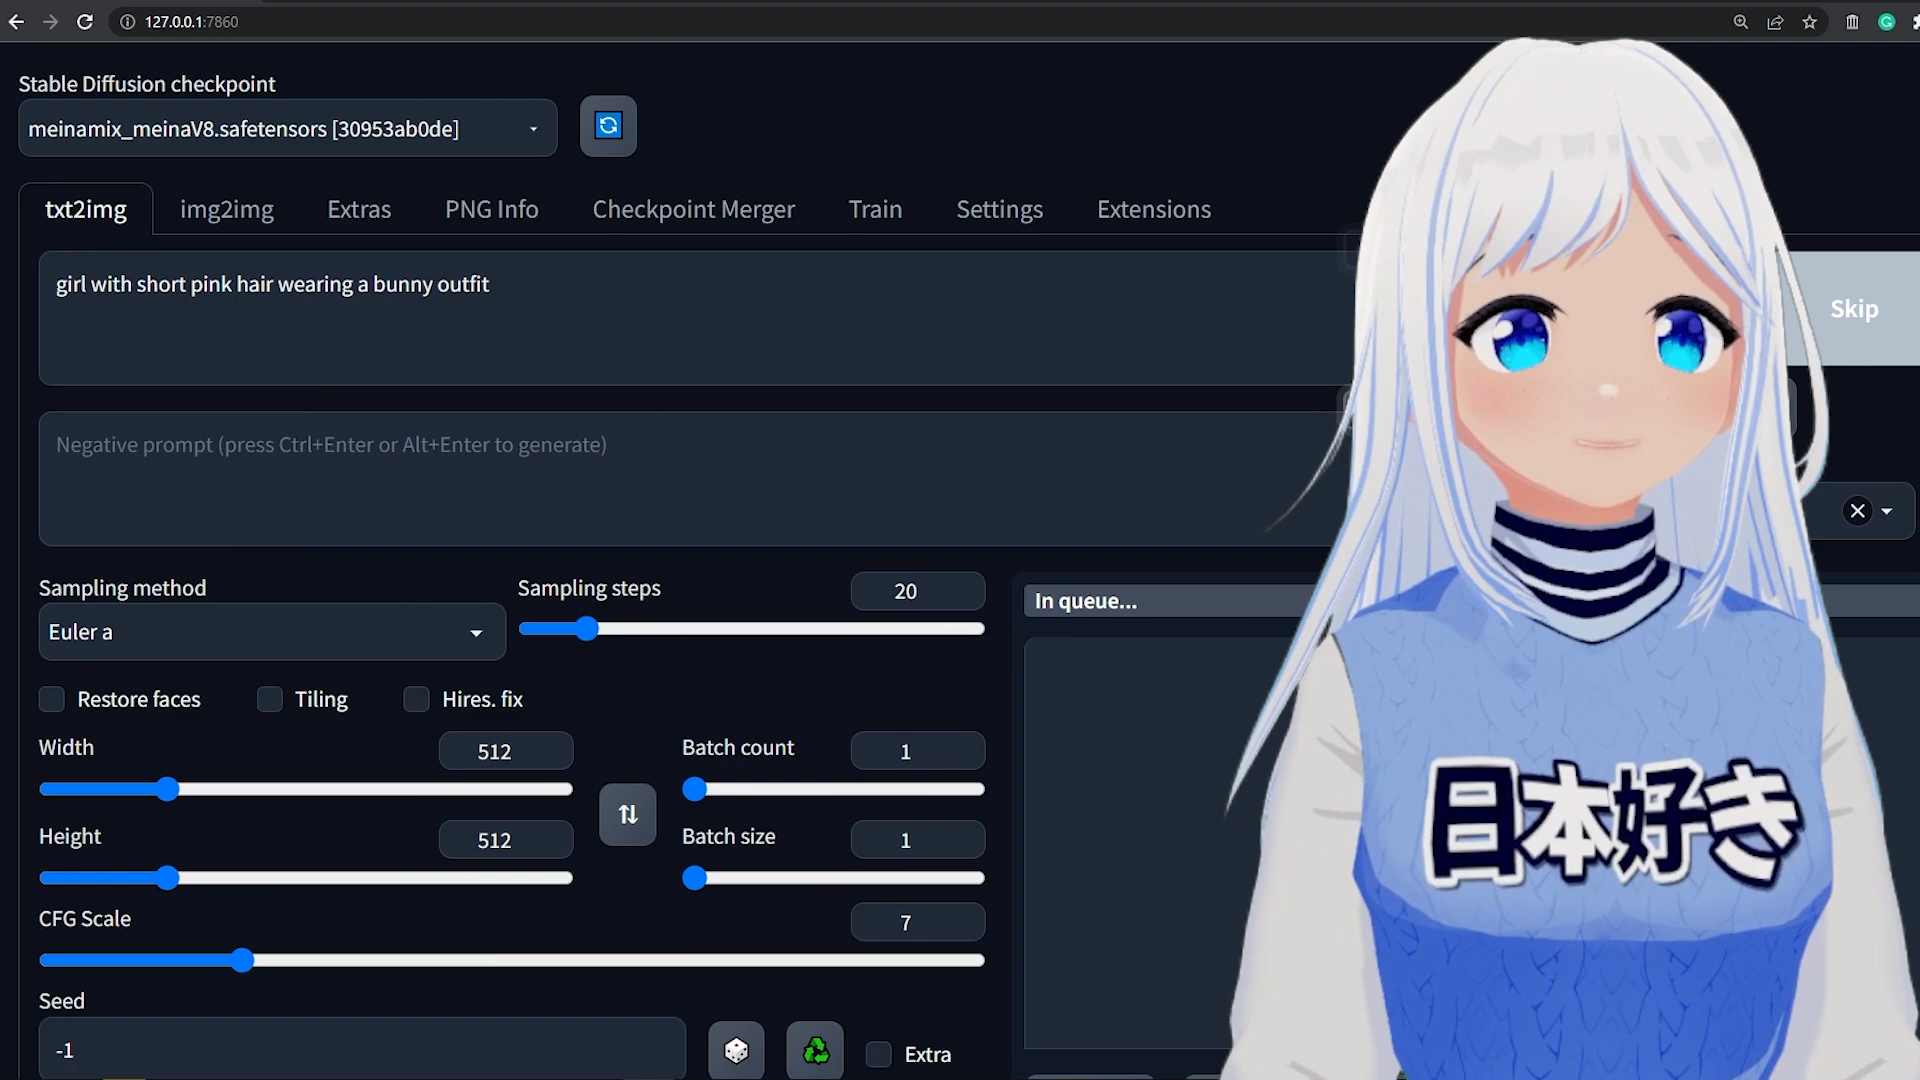 127.0.0.1:7860
Stable Diffusion checkpoint
meinamix_meinaV8.safetensors [30953ab0de]
txt2img
img2img
Extras
PNG Info
Checkpoint Merger
Train
Settings
Extensions
girl with short pink hair wearing a bunny outfit
Skip
Negative prompt (press Ctrl+Enter or Alt+Enter to generate)
Sampling method
Euler a
Sampling steps
20
In queue...
Restore faces
Tiling
Hires. fix
Width
512
Batch count
1
Height
512
Batch size
1
CFG Scale
7
Seed
-1
Extra
日本好き